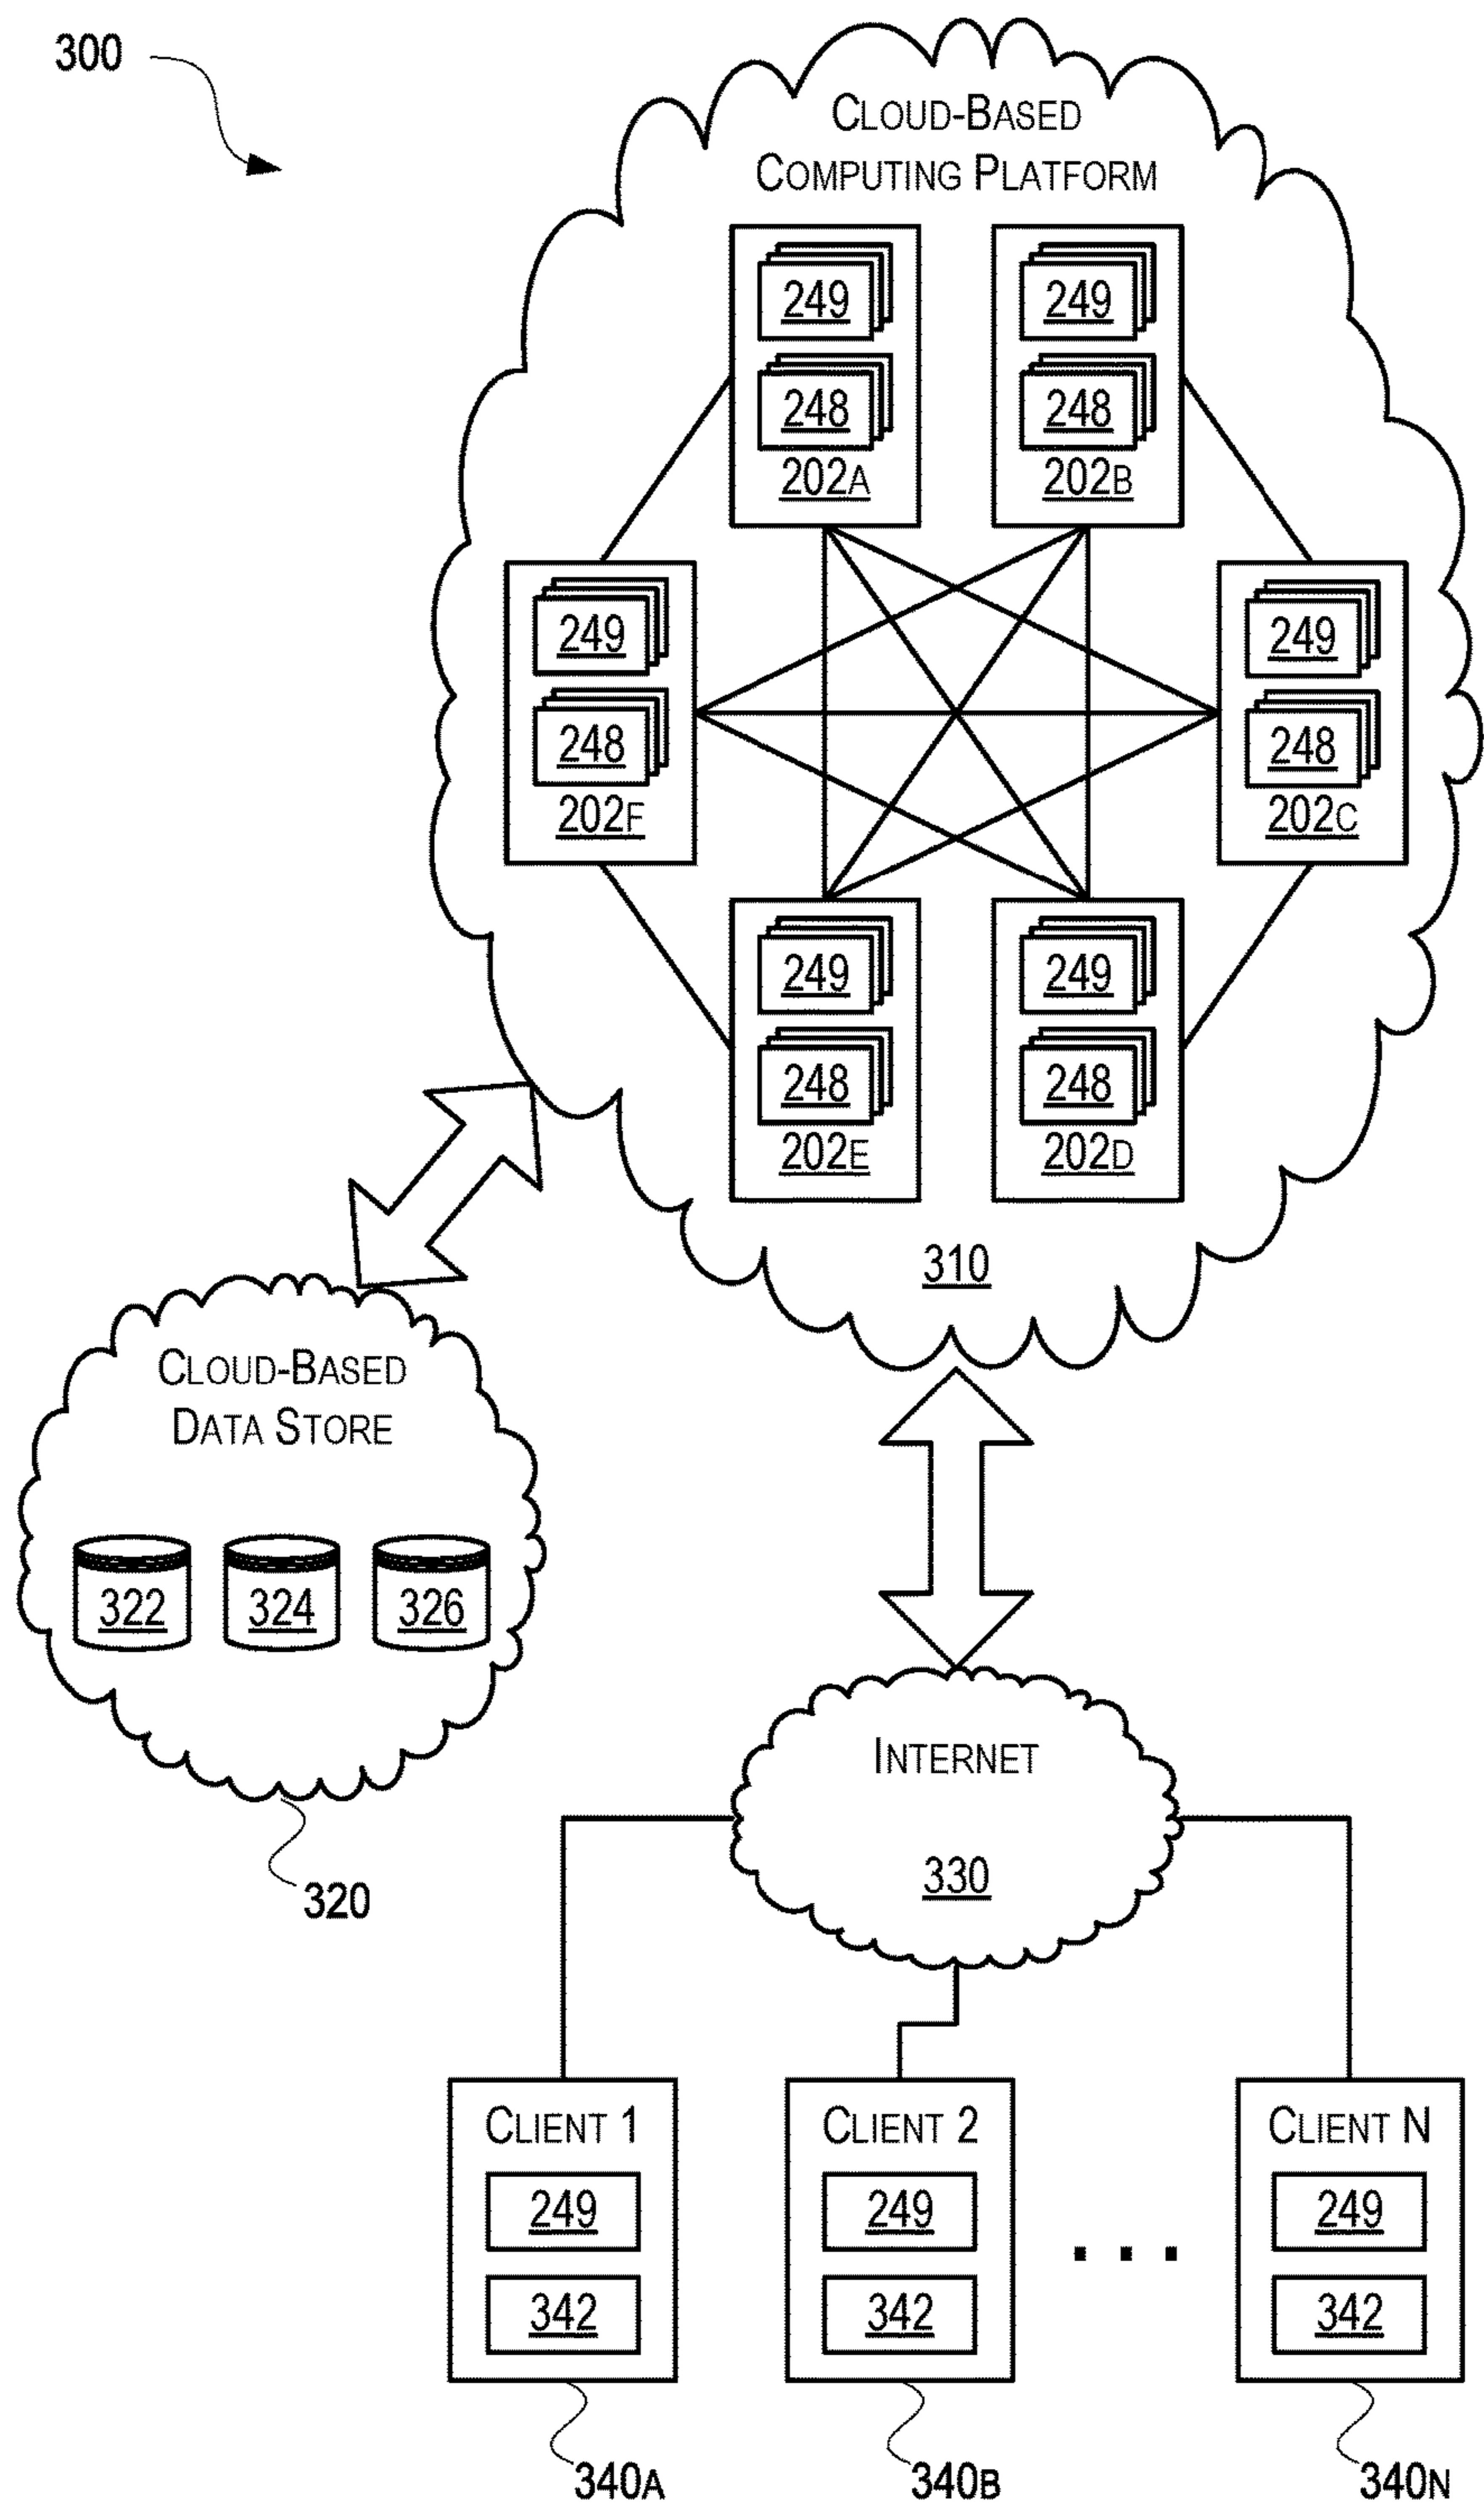 300
CLOUD-BASED
COMPUTING PLATFORM
249
248
202A
249
248
202B
249
248
202F
249
248
202C
249
248
202E
249
248
202D
310
CLOUD-BASED
DATA STORE
322
324
326
320
INTERNET
330
CLIENT 1
249
342
340A
CLIENT 2
249
342
340B
. . .
CLIENT N
249
342
340N